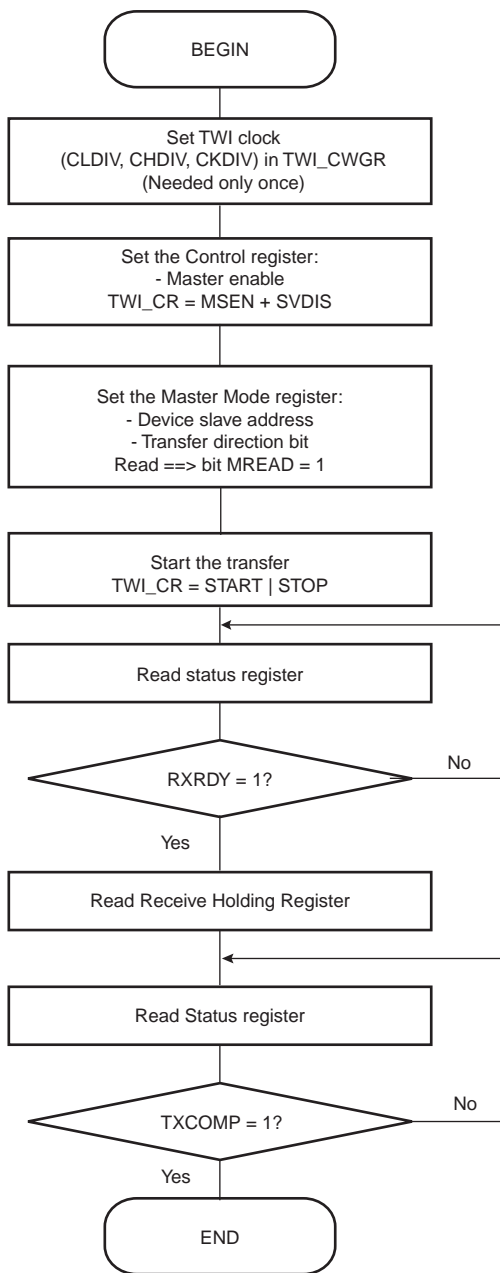 BEGIN
Set TWI clock
(CLDIV, CHDIV, CKDIV) in TWI_CWGR
(Needed only once)
Set the Control register:
- Master enable
TWI_CR = MSEN + SVDIS
Set the Master Mode register:
- Device slave address
- Transfer direction bit
Read ==> bit MREAD = 1
Start the transfer
TWI_CR = START | STOP
Read status register
RXRDY = 1?
No
Yes
Read Receive Holding Register
Read Status register
TXCOMP = 1?
No
Yes
END